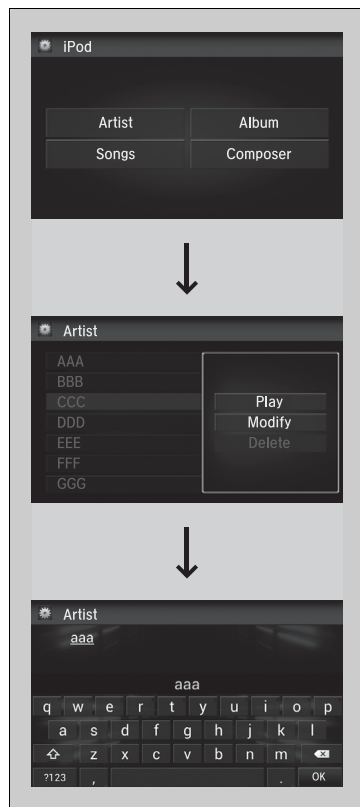 iPod
Artist Album
Songs Composer
Artist
AAA
BBB
CCC
DDD
EEE
FFF
GGG
Play
Modify
Delete
Artist
aaa
aaa
q w e r t y u i o p
a s d f g h j k l
z x c v b n m
?123 , . OK